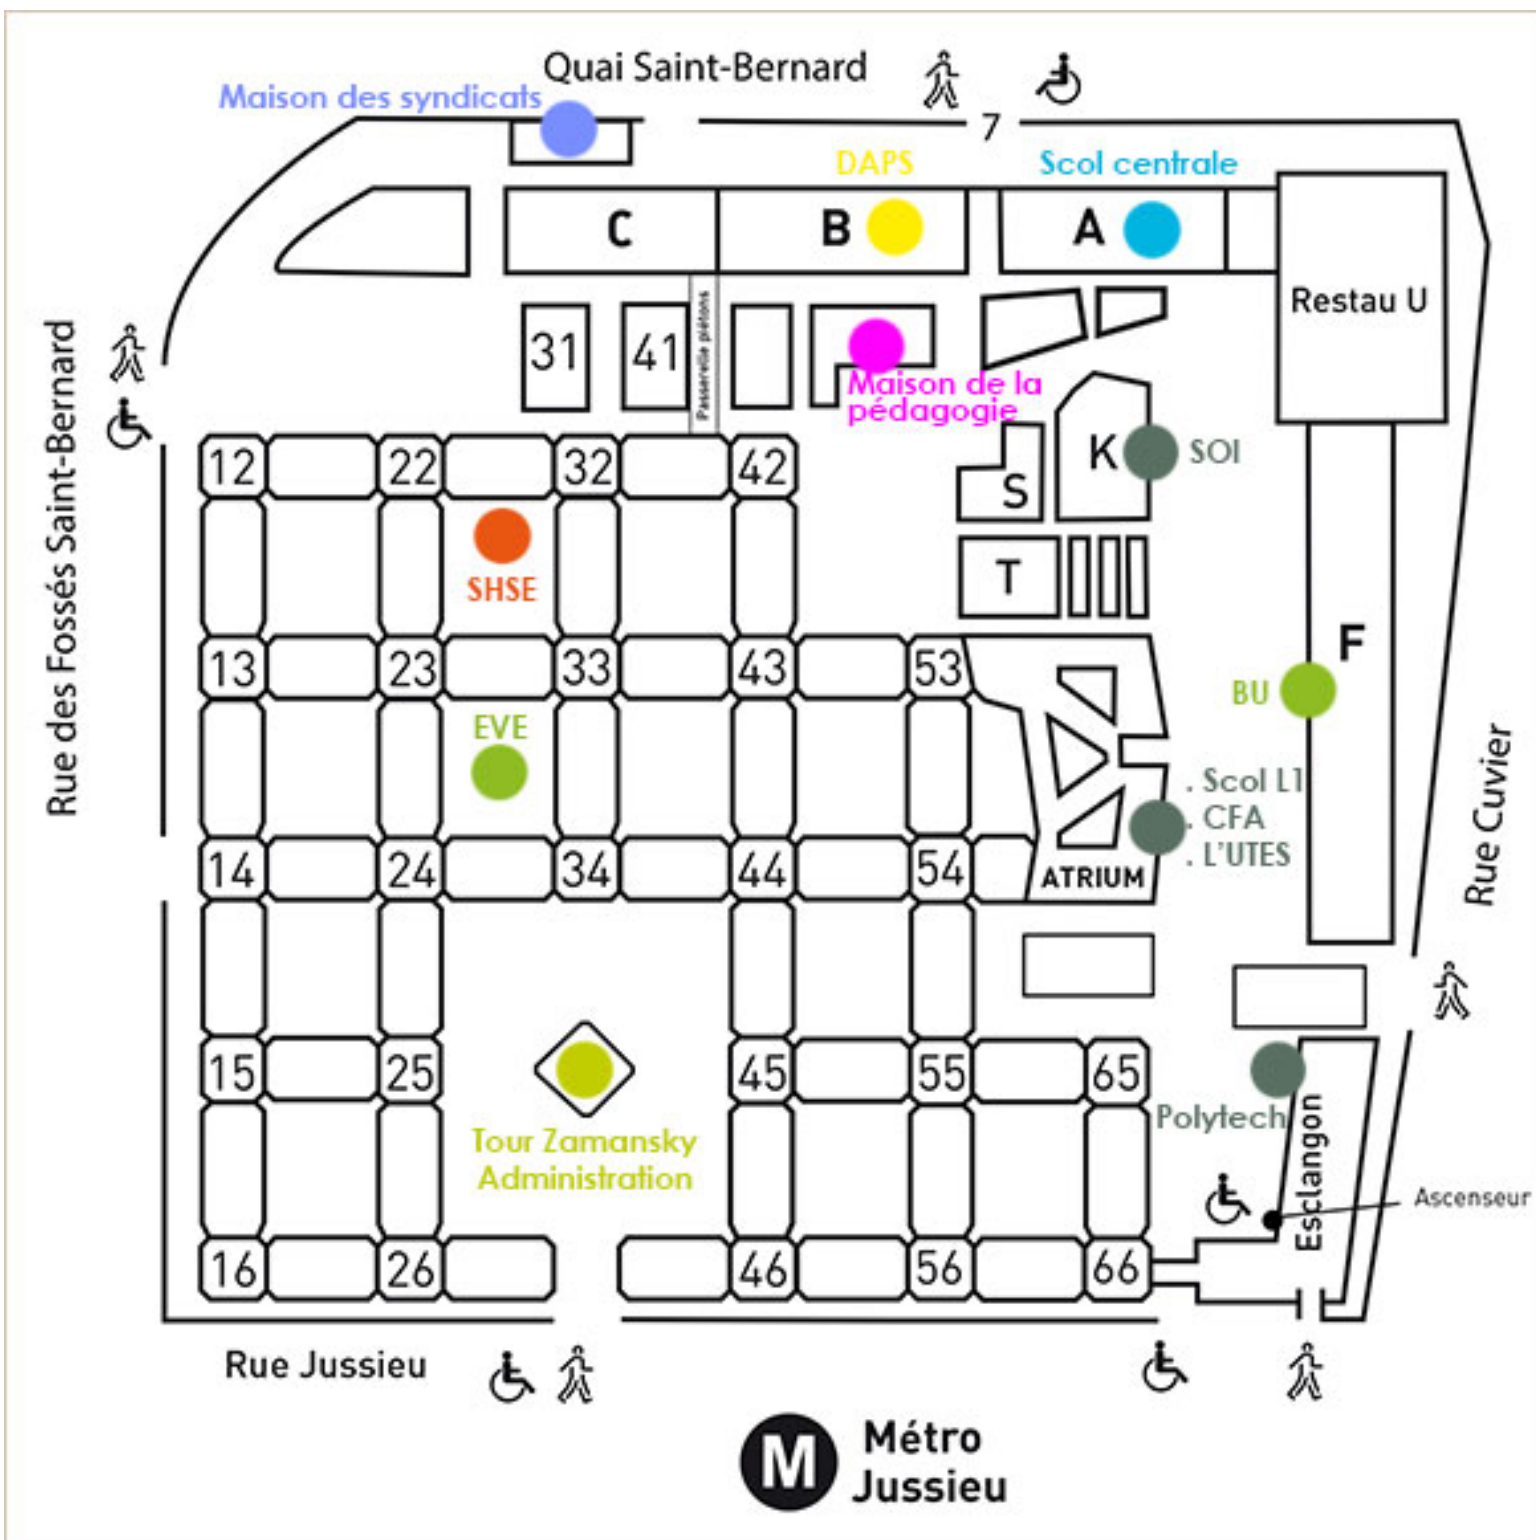 Quai Saint-Bernard
Maison des syndicats
7
DAPS
Scol centrale
C
B
A
Restau U
31
41
Passerelle piétons
Maison de la
pédagogie
Rue des Fossés Saint-Bernard
12
22
32
42
S
K
SOI
SHSE
T
13
23
33
43
53
F
BU
EVE
. Scol L1
. CFA
. L'UTES
ATRIUM
Rue Cuvier
14
24
34
44
54
15
25
45
55
65
Polytech
Esclangon
Tour Zamansky
Administration
Ascenseur
16
26
46
56
66
Rue Jussieu
M
Métro
Jussieu